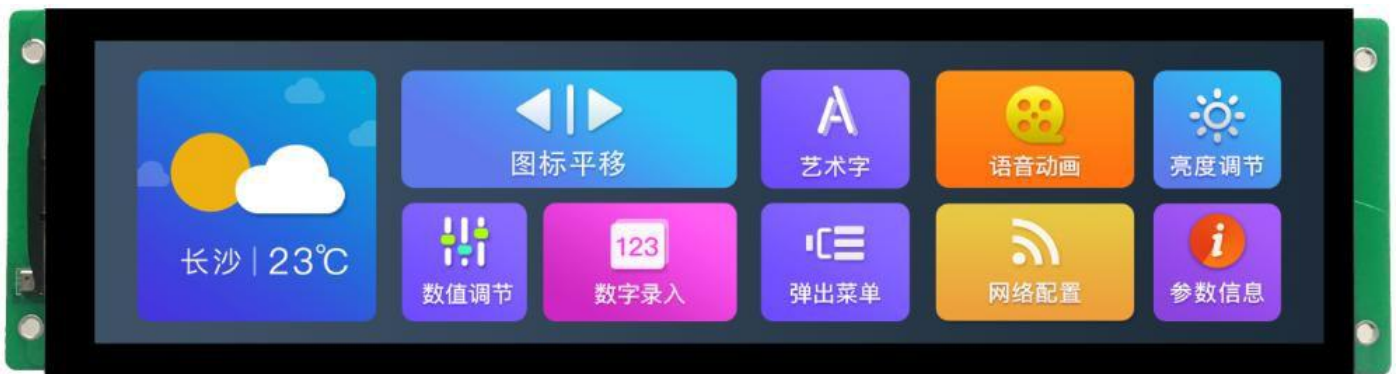 长沙 | 23℃
图标平移
艺术字
语音动画
亮度调节
数值调节
123
数字录入
弹出菜单
网络配置
i
参数信息